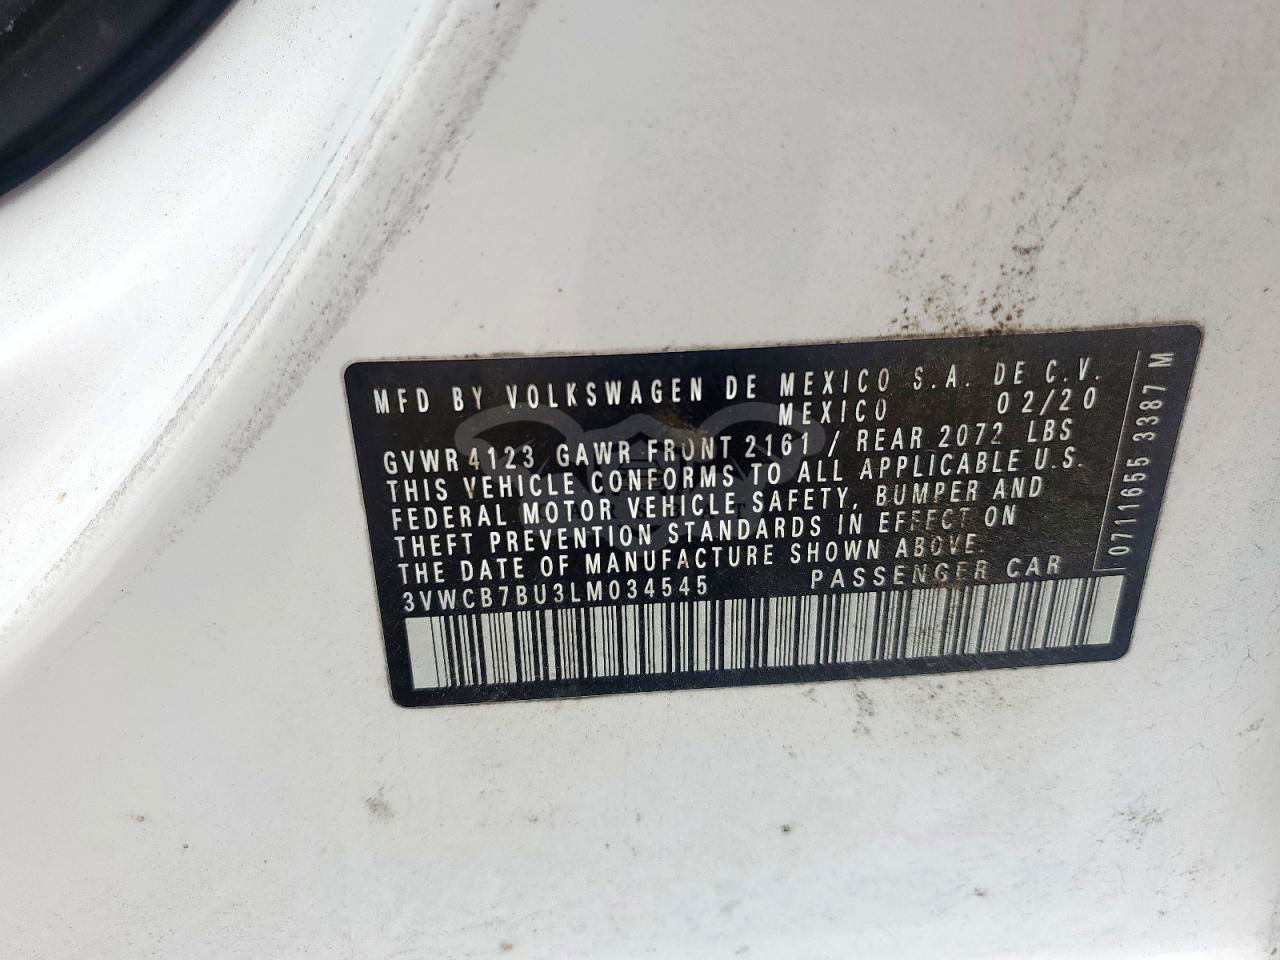 MFD BY VOLKSWAGEN DE MEXICO S.A. DE C.V.
MEXICO 02/20
GVWR 4123 GAWR FRONT 2161 / REAR 2072 LBS
THIS VEHICLE CONFORMS TO ALL APPLICABLE U.S.
FEDERAL MOTOR VEHICLE SAFETY, BUMPER AND
THEFT PREVENTION STANDARDS IN EFFECT ON
THE DATE OF MANUFACTURE SHOWN ABOVE.
3VWCB7BU3LM034545 PASSENGER CAR
0711655 3387 M